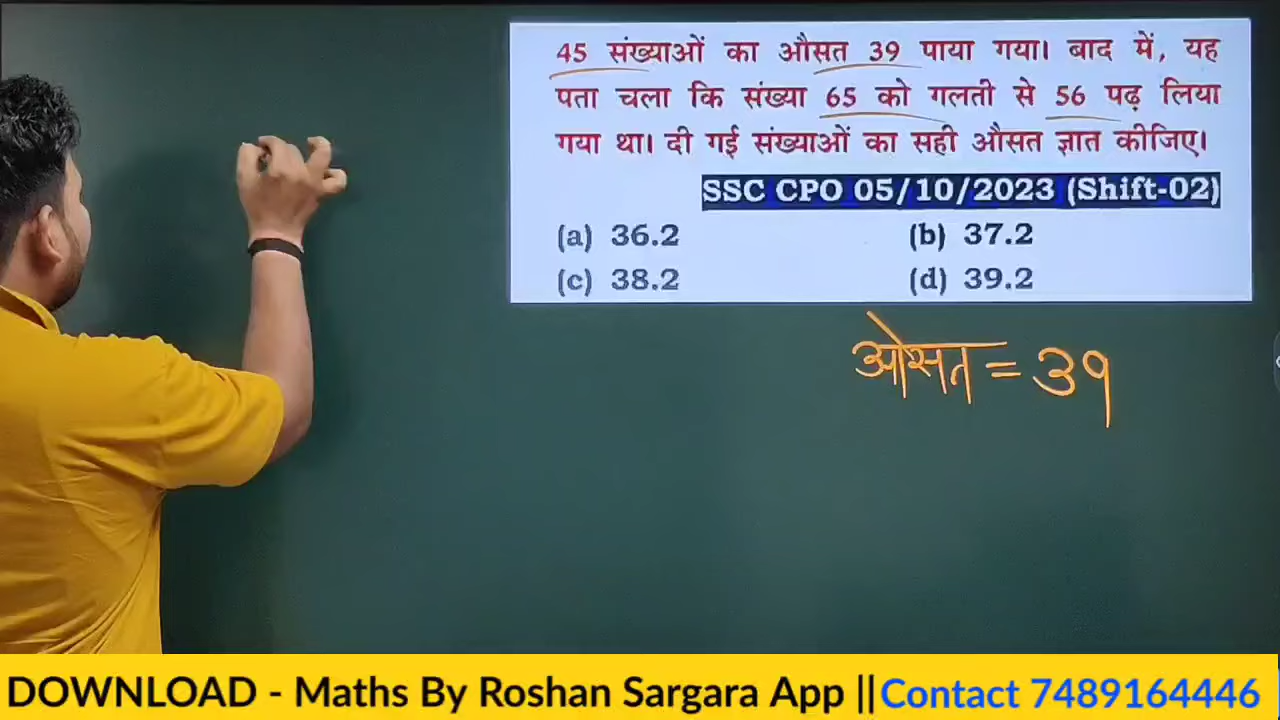 45 संख्याओं का औसत 39 पाया गया। बाद में, यह
पता चला कि संख्या 65 को गलती से 56 पढ़ लिया
गया था। दी गई संख्याओं का सही औसत ज्ञात कीजिए।
SSC CPO 05/10/2023 (Shift-02)
(a) 36.2 (b) 37.2
(c) 38.2 (d) 39.2
औसत = 39
DOWNLOAD - Maths By Roshan Sargara App || Contact 7489164446